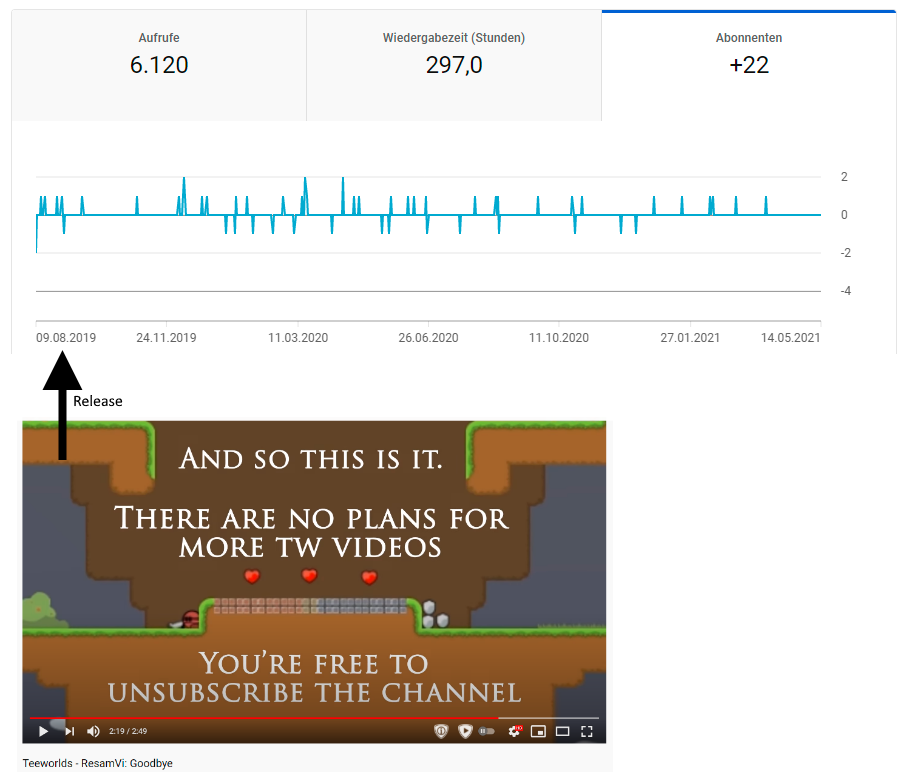 Aufrufe
6.120
Wiedergabezeit (Stunden)
297,0
Abonnenten
+22
2
0
-2
-4
09.08.2019
24.11.2019
11.03.2020
26.06.2020
11.10.2020
27.01.2021
14.05.2021
Release
And so this is it.
There are no plans for
more TW videos
You're free to
unsubscribe the channel
2:19 / 2:49
Teeworlds - ResamVi: Goodbye